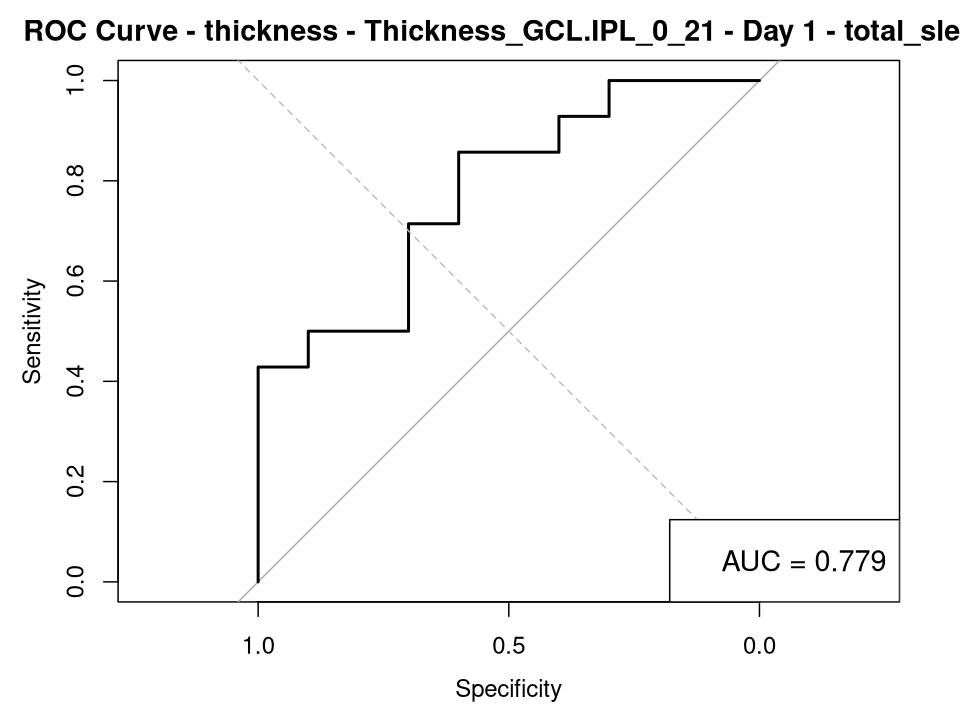 ROC Curve - thickness - Thickness_GCL.IPL_0_21 - Day 1 - total_sle
1.0
0.8
0.6
0.4
0.2
0.0
Sensitivity
AUC = 0.779
1.0 0.5 0.0
Specificity